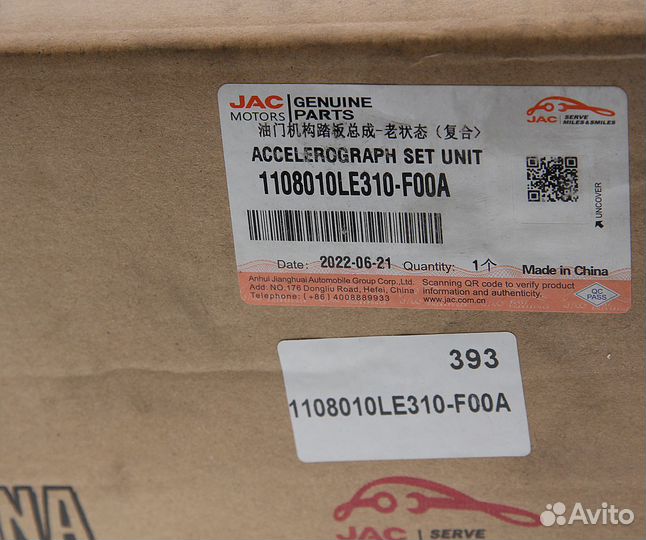 JAC MOTORS GENUINE PARTS
JAC SERVE MILES&SMILES
油门机构踏板总成-老状态（复合>
ACCELEROGRAPH SET UNIT
1108010LE310-F00A
UNCOVER
Date: 2022-06-21 Quantity: 1个 Made in China
Anhui Jianghuai Automobile Group Corp.,Ltd.
Add: NO.176 Dongliu Road, Hefei, China
Telephone: (+86) 4008889933
Scanning QR code to verify product
information and authenticity.
www.jac.com.cn
QC PASS
393
1108010LE310-F00A
NA
JAC SERVE
Avito